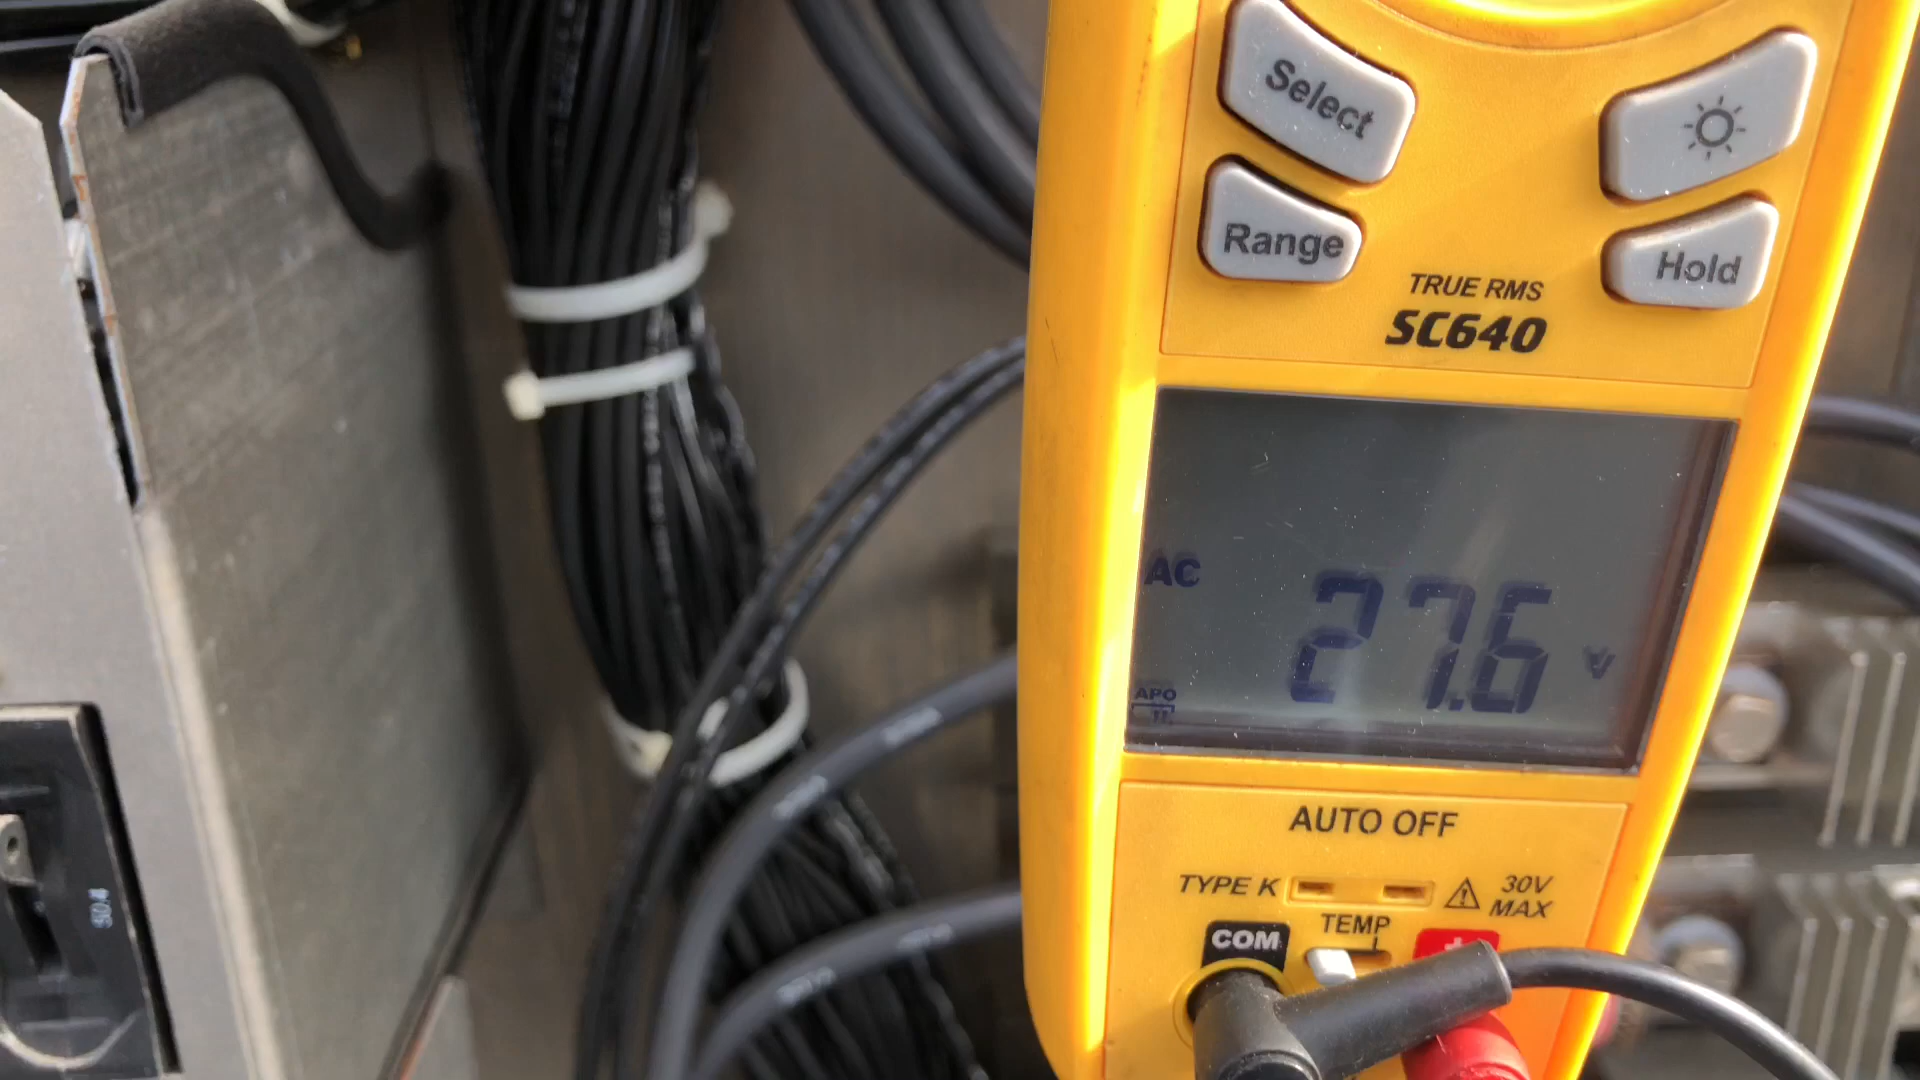 Select
Range
Hold
TRUE RMS
SC640
AC
27.6 V
APO
AUTO OFF
TYPE K
30V
MAX
TEMP
COM
+